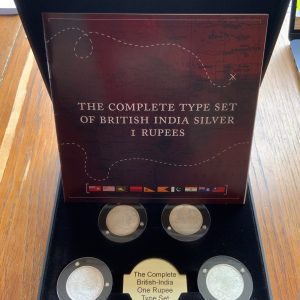 THE COMPLETE TYPE SET
OF BRITISH INDIA SILVER
1 RUPEES
The Complete
British-India
One Rupee
Type Set